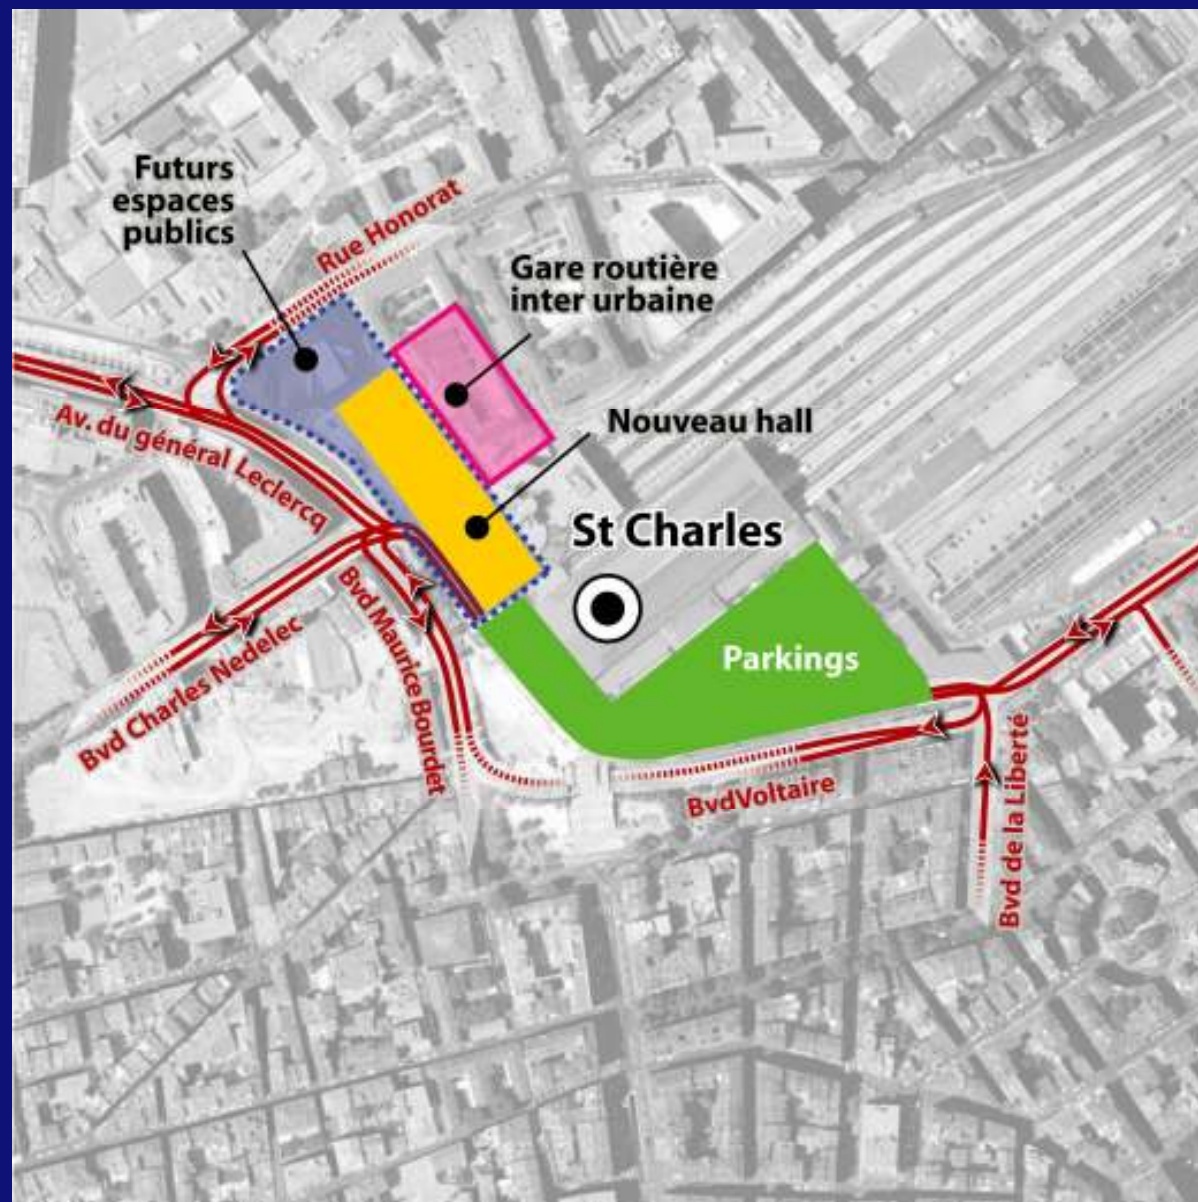 Futurs
espaces
publics
Rue Honorat
Gare routière
inter urbaine
Nouveau hall
Av. du général Leclercq
St Charles
Bvd Maurice Bourdet
Bvd Charles Nedelec
Parkings
BvdVoltaire
Bvd de la Liberté